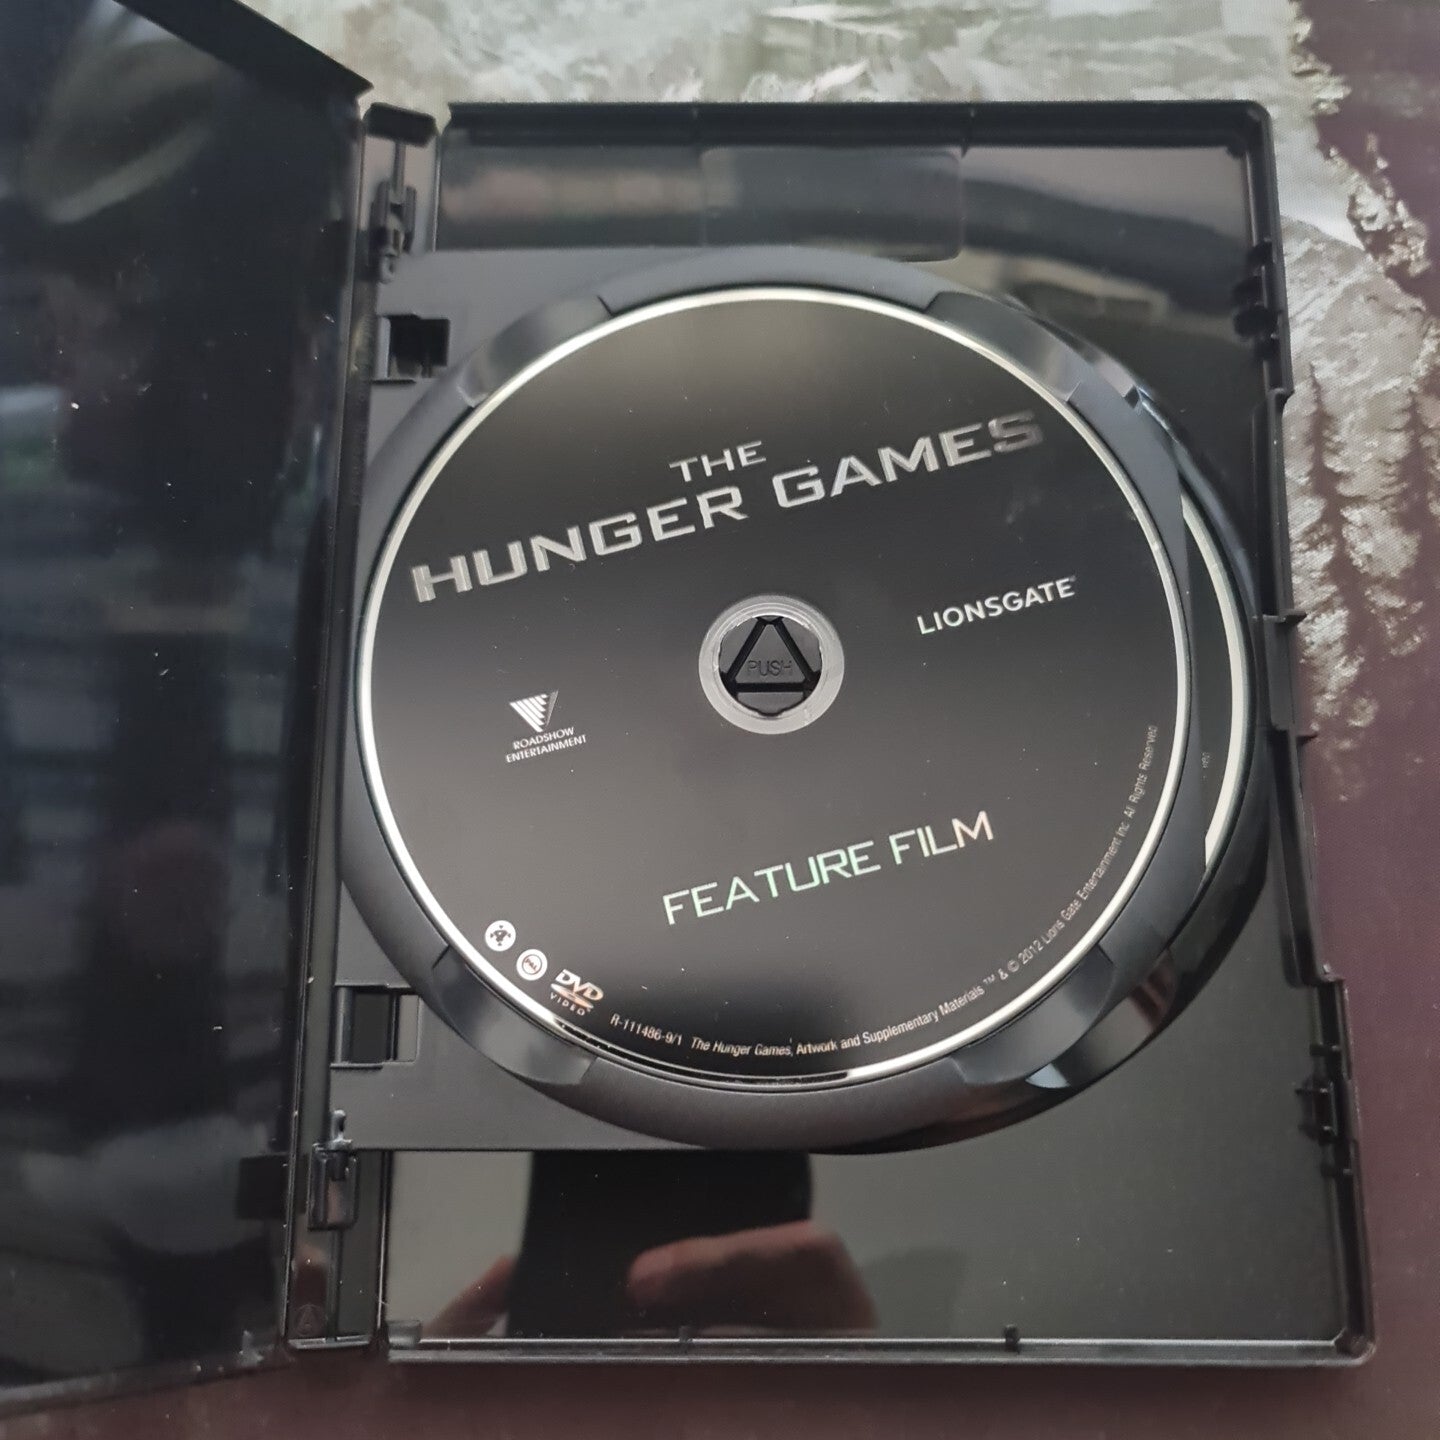 THE
HUNGER GAMES
LIONSGATE
PUSH
ROADSHOW
ENTERTAINMENT
FEATURE FILM
DVD
VIDEO
R-111486-9/1 The Hunger Games, Artwork and Supplementary Materials ™ & © 2012 Lions Gate Entertainment Inc. All Rights Reserved